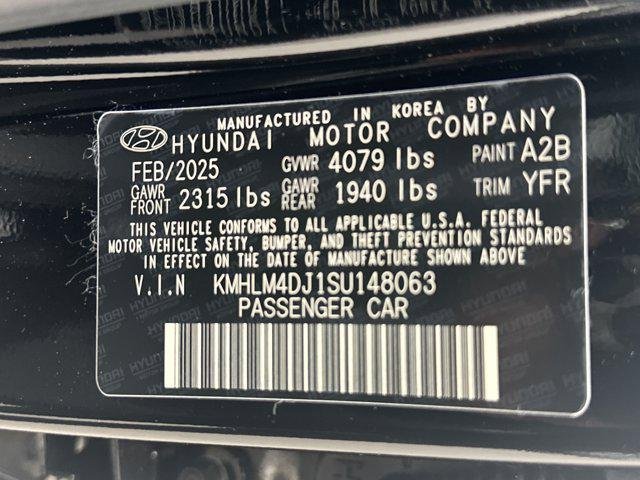 MANUFACTURED IN KOREA BY
HYUNDAI MOTOR COMPANY
FEB/2025 GVWR 4079 lbs PAINT A2B
GAWR FRONT 2315 lbs GAWR REAR 1940 lbs TRIM YFR
THIS VEHICLE CONFORMS TO ALL APPLICABLE U.S.A. FEDERAL
MOTOR VEHICLE SAFETY, BUMPER, AND THEFT PREVENTION STANDARDS
IN EFFECT ON THE DATE OF MANUFACTURE SHOWN ABOVE
V.I.N KMHLM4DJ1SU148063
PASSENGER CAR